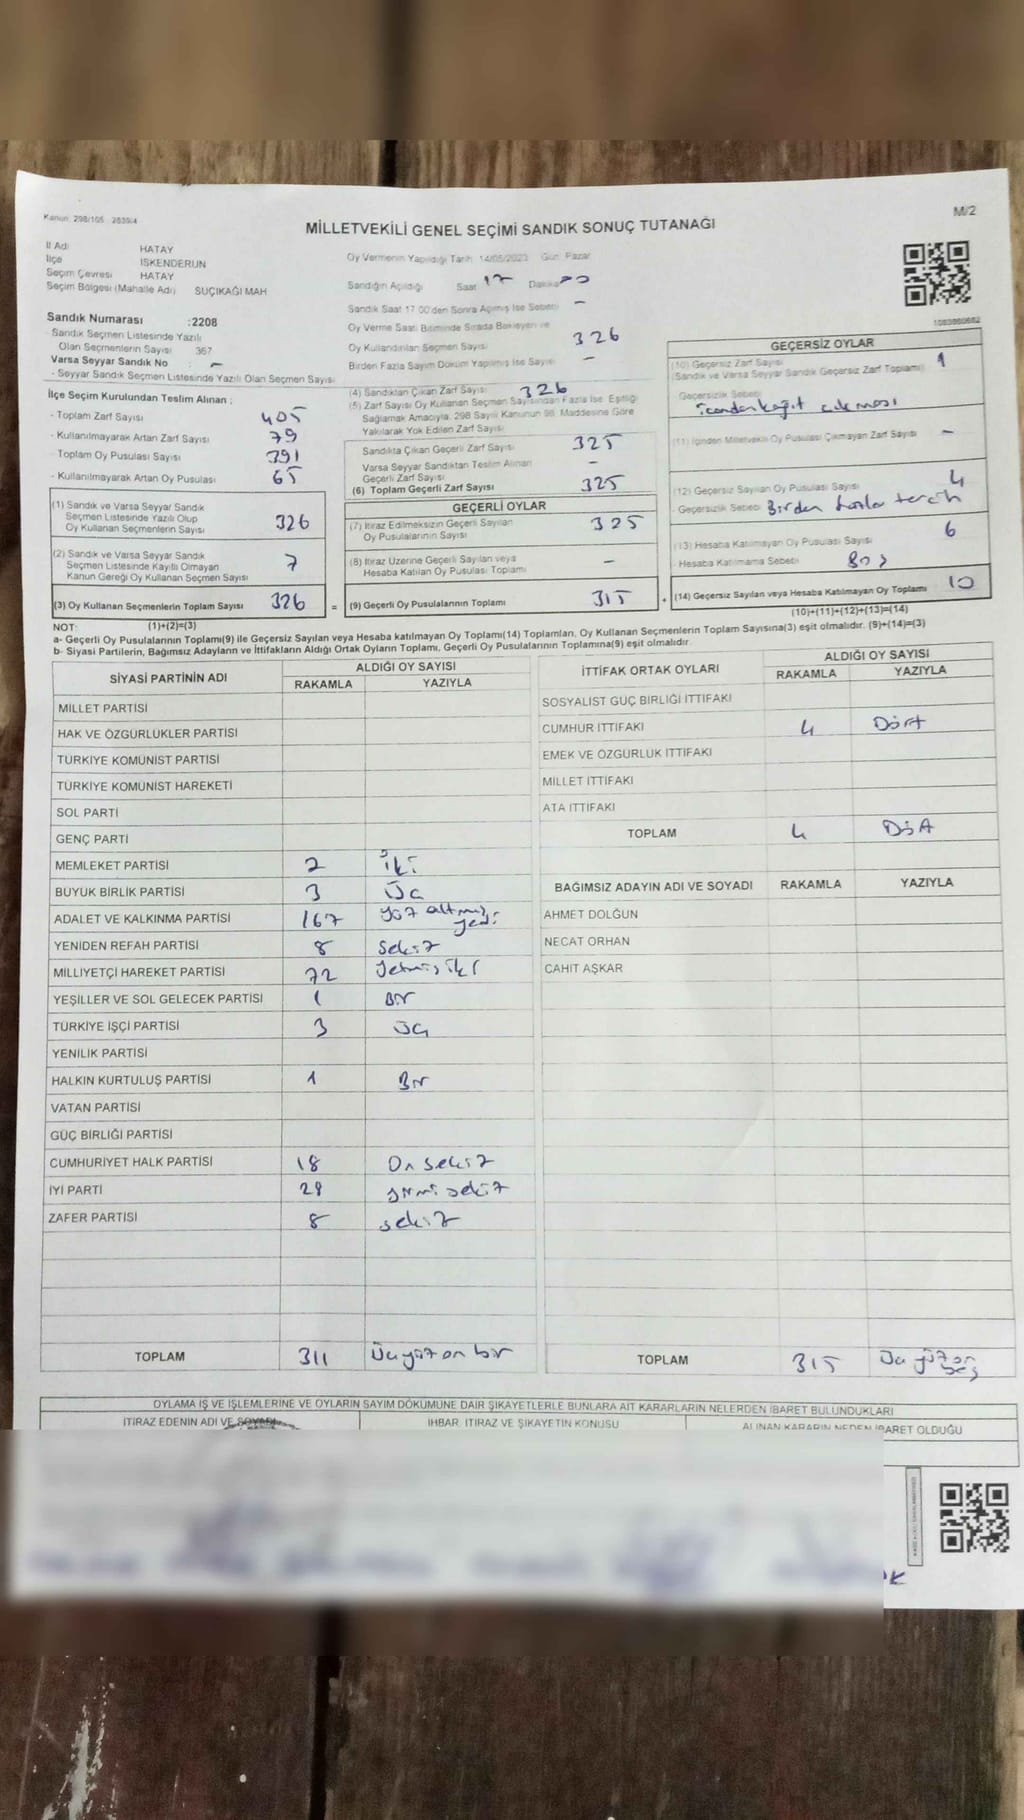 Kanun: 298/105 2839/4
M/2
MİLLETVEKİLİ GENEL SEÇİMİ SANDIK SONUÇ TUTANAĞI
İl Adı HATAY
İlçe İSKENDERUN
Seçim Çevresi HATAY
Seçim Bölgesi (Mahalle Adı) SUÇIKAĞI MAH
Sandık Numarası :2208
- Sandık Seçmen Listesinde Yazılı
Olan Seçmenlerin Sayısı 367
Varsa Seyyar Sandık No : -
- Seyyar Sandık Seçmen Listesinde Yazılı Olan Seçmen Sayısı
İlçe Seçim Kurulundan Teslim Alınan ;
- Toplam Zarf Sayısı 405
- Kullanılmayarak Artan Zarf Sayısı 79
- Toplam Oy Pusulası Sayısı 391
- Kullanılmayarak Artan Oy Pusulası 65
(1) Sandık ve Varsa Seyyar Sandık
Seçmen Listesinde Yazılı Olup
Oy Kullanan Seçmenlerin Sayısı 326
(2) Sandık ve Varsa Seyyar Sandık
Seçmen Listesinde Kayıtlı Olmayan
Kanun Gereği Oy Kullanan Seçmen Sayısı 7
(3) Oy Kullanan Seçmenlerin Toplam Sayısı 326 =
Oy Vermenin Yapıldığı Tarih 14/05/2023 Gün: Pazar
Sandığın Açıldığı Saat 17 Dakika
Sandık Saat 17:00'den Sonra Açılmış İse Sebebi -
Oy Verme Saati Bitiminde Sırada Bekleyen ve
Oy Kullandırılan Seçmen Sayısı 326
Birden Fazla Sayım Döküm Yapılmış İse Sayısı -
(4) Sandıktan Çıkan Zarf Sayısı 326
(5) Zarf Sayısı Oy Kullanan Seçmen Sayısından Fazla İse, Eşitliği
Sağlamak Amacıyla, 298 Sayılı Kanunun 98. Maddesine Göre
Yakılarak Yok Edilen Zarf Sayısı
Sandıkta Çıkan Geçerli Zarf Sayısı 325
Varsa Seyyar Sandıktan Teslim Alınan
Geçerli Zarf Sayısı -
(6) Toplam Geçerli Zarf Sayısı 325
GEÇERLİ OYLAR
(7) İtiraz Edilmeksizin Geçerli Sayılan
Oy Pusulalarının Sayısı 325
(8) İtiraz Üzerine Geçerli Sayılan veya
Hesaba Katılan Oy Pusulası Toplamı -
(9) Geçerli Oy Pusulalarının Toplamı 315 +
GEÇERSİZ OYLAR
(10) Geçersiz Zarf Sayısı
(Sandık ve Varsa Seyyar Sandık Geçersiz Zarf Toplamı) 1
Geçersizlik Sebebi
içinden kağıt çıkması
(11) İçinden Milletvekili Oy Pusulası Çıkmayan Zarf Sayısı -
(12) Geçersiz Sayılan Oy Pusulası Sayısı 4
- Geçersizlik Sebebi Birden fazla tercih
(13) Hesaba Katılmayan Oy Pusulası Sayısı 6
- Hesaba Katılmama Sebebi Boş
(14) Geçersiz Sayılan veya Hesaba Katılmayan Oy Toplamı 10
NOT: (1)+(2)=(3)
(10)+(11)+(12)+(13)=(14)
a- Geçerli Oy Pusulalarının Toplamı(9) ile Geçersiz Sayılan veya Hesaba katılmayan Oy Toplamı(14) Toplamları, Oy Kullanan Seçmenlerin Toplam Sayısına(3) eşit olmalıdır. (9)+(14)=(3)
b- Siyasi Partilerin, Bağımsız Adayların ve İttifakların Aldığı Ortak Oyların Toplamı, Geçerli Oy Pusulalarının Toplamına(9) eşit olmalıdır.
SİYASİ PARTİNİN ADI ALDIĞI OY SAYISI
RAKAMLA YAZIYLA
MİLLET PARTİSİ
HAK VE ÖZGÜRLÜKLER PARTİSİ
TÜRKİYE KOMÜNİST PARTİSİ
TÜRKİYE KOMÜNİST HAREKETİ
SOL PARTİ
GENÇ PARTİ
MEMLEKET PARTİSİ 2 iki
BÜYÜK BİRLİK PARTİSİ 3 Üç
ADALET VE KALKINMA PARTİSİ 167 yüz altmış yedi
YENİDEN REFAH PARTİSİ 8 Sekiz
MİLLİYETÇİ HAREKET PARTİSİ 72 Yetmiş iki
YEŞİLLER VE SOL GELECEK PARTİSİ 1 Bir
TÜRKİYE İŞÇİ PARTİSİ 3 Üç
YENİLİK PARTİSİ
HALKIN KURTULUŞ PARTİSİ 1 Bir
VATAN PARTİSİ
GÜÇ BİRLİĞİ PARTİSİ
CUMHURİYET HALK PARTİSİ 18 On sekiz
İYİ PARTİ 28 yirmi sekiz
ZAFER PARTİSİ 8 sekiz
TOPLAM 311 Üç yüz on bir
İTTİFAK ORTAK OYLARI ALDIĞI OY SAYISI
RAKAMLA YAZIYLA
SOSYALİST GÜÇ BİRLİĞİ İTTİFAKI
CUMHUR İTTİFAKI 4 Dört
EMEK VE ÖZGÜRLÜK İTTİFAKI
MİLLET İTTİFAKI
ATA İTTİFAKI
TOPLAM 4 Dört
BAĞIMSIZ ADAYIN ADI VE SOYADI RAKAMLA YAZIYLA
AHMET DOLĞUN
NECAT ORHAN
CAHİT AŞKAR
TOPLAM 315 Üç yüz on beş
OYLAMA İŞ VE İŞLEMLERİNE VE OYLARIN SAYIM DÖKÜMÜNE DAİR ŞİKAYETLERLE BUNLARA AİT KARARLARIN NELERDEN İBARET BULUNDUKLARI
İTİRAZ EDENİN ADI VE SOYADI İHBAR, İTİRAZ VE ŞİKAYETİN KONUSU ALINAN KARARIN NEDEN İBARET OLDUĞU